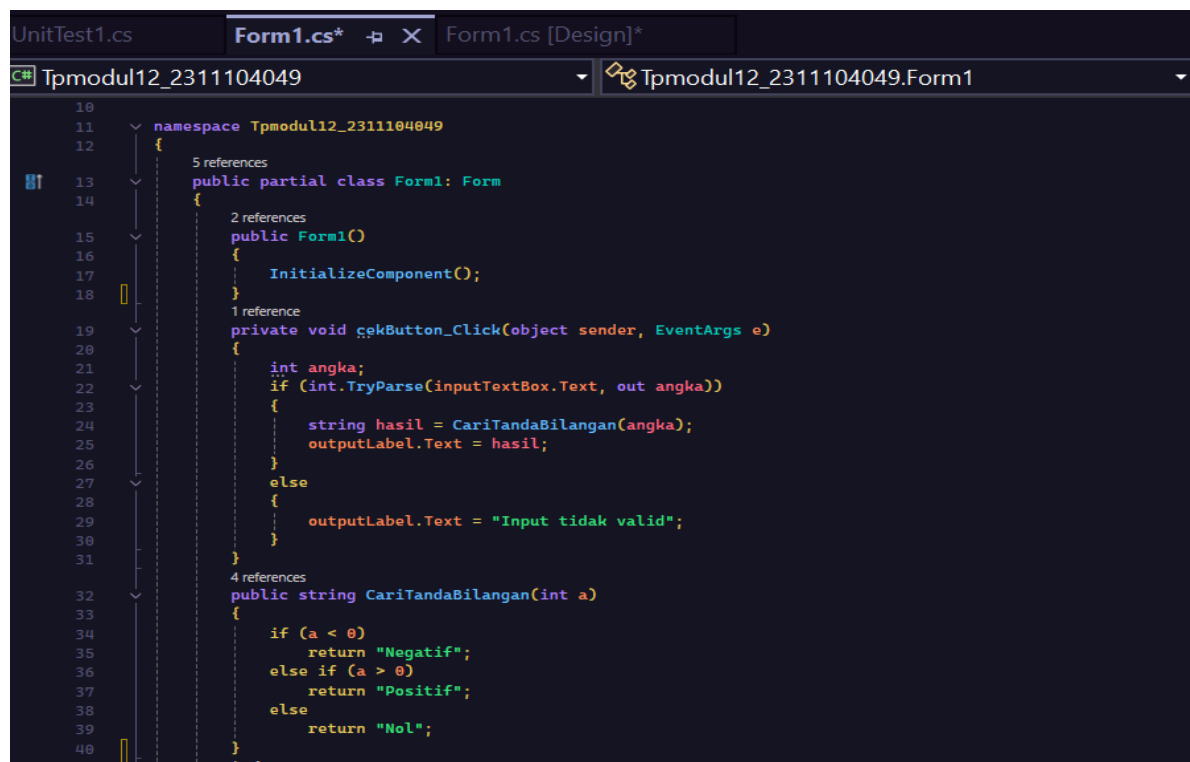 UnitTest1.cs Form1.cs* Form1.cs [Design]*
C# Tpmodul12_2311104049 Tpmodul12_2311104049.Form1
10
11 namespace Tpmodul12_2311104049
12 {
5 references
13 public partial class Form1: Form
14 {
2 references
15 public Form1()
16 {
17 InitializeComponent();
18 }
1 reference
19 private void cekButton_Click(object sender, EventArgs e)
20 {
21 int angka;
22 if (int.TryParse(inputTextBox.Text, out angka))
23 {
24 string hasil = CariTandaBilangan(angka);
25 outputLabel.Text = hasil;
26 }
27 else
28 {
29 outputLabel.Text = "Input tidak valid";
30 }
31 }
4 references
32 public string CariTandaBilangan(int a)
33 {
34 if (a < 0)
35 return "Negatif";
36 else if (a > 0)
37 return "Positif";
38 else
39 return "Nol";
40 }